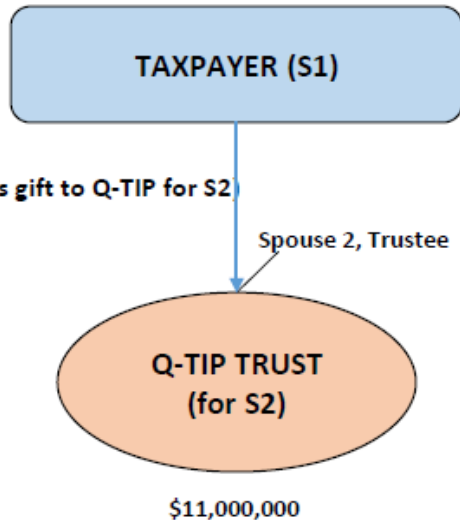 TAXPAYER (S1)
s gift to Q-TIP for S2)
Spouse 2, Trustee
Q-TIP TRUST
(for S2)
$11,000,000